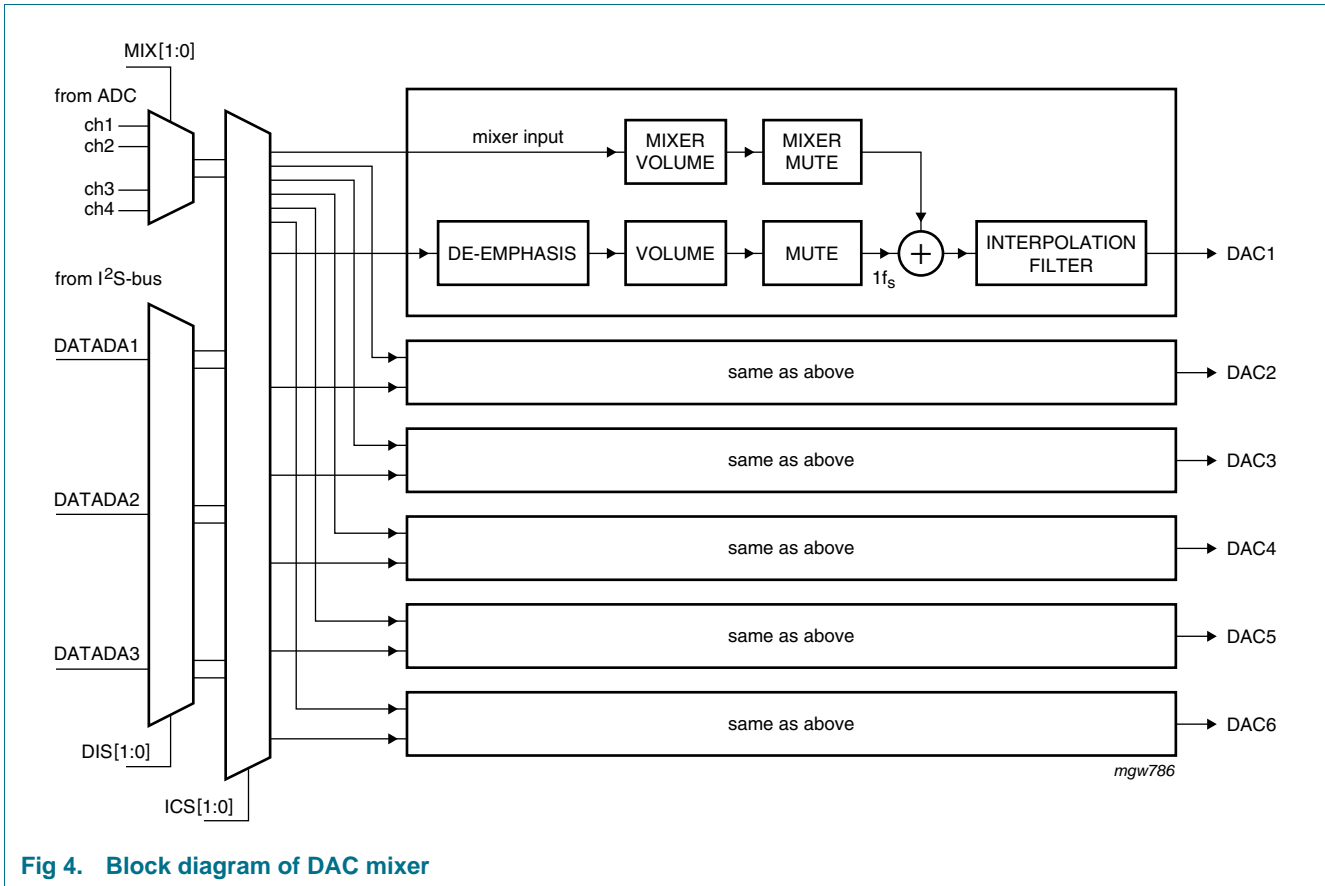 MIX[1:0]
from ADC
ch1
ch2
ch3
ch4
mixer input
MIXER
VOLUME
MIXER
MUTE
DE-EMPHASIS
VOLUME
MUTE
1fs
+
INTERPOLATION
FILTER
DAC1
from I2S-bus
DATADA1
DATADA2
DATADA3
same as above
DAC2
same as above
DAC3
same as above
DAC4
same as above
DAC5
same as above
DAC6
DIS[1:0]
ICS[1:0]
mgw786
Fig 4. Block diagram of DAC mixer